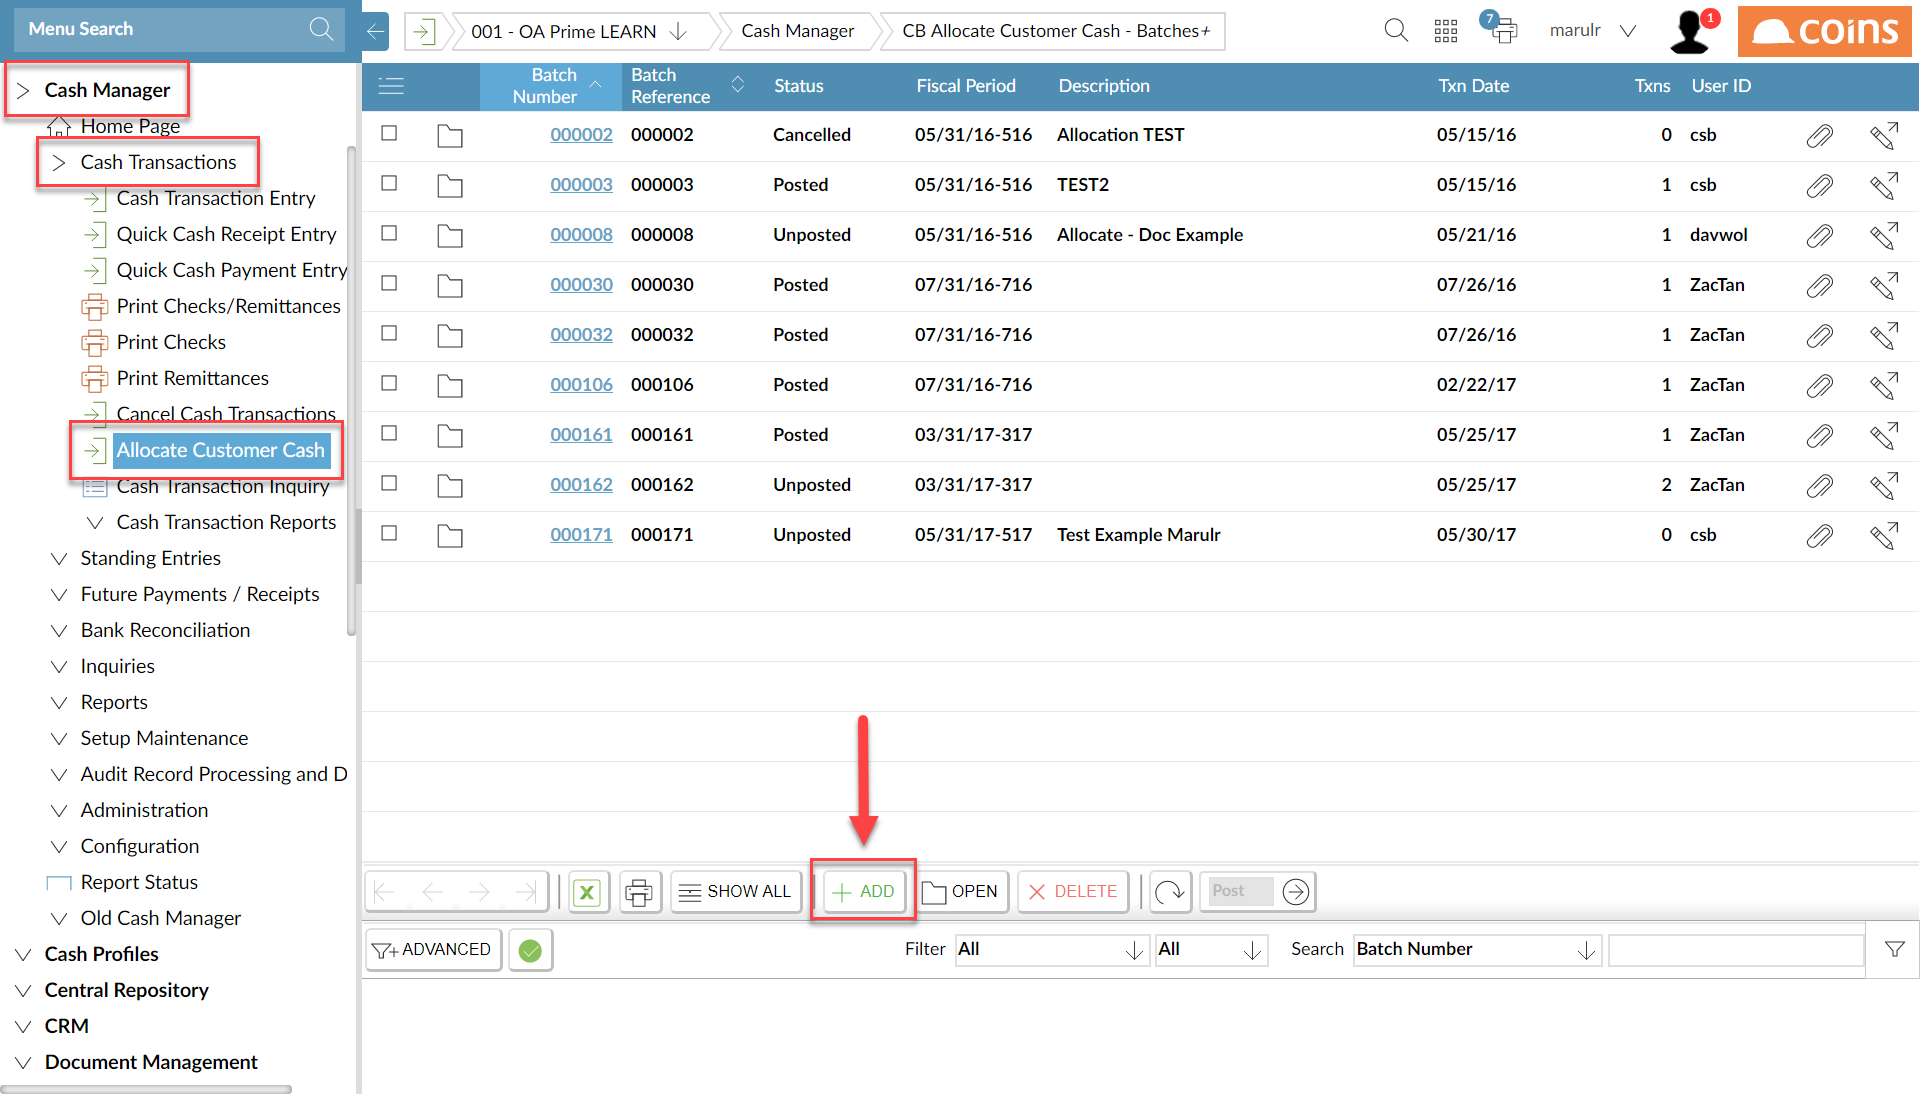 Menu Search
001 - OA Prime LEARN
Cash Manager
CB Allocate Customer Cash - Batches+
7
marulr
1
coins
Cash Manager
Home Page
Cash Transactions
Cash Transaction Entry
Quick Cash Receipt Entry
Quick Cash Payment Entry
Print Checks/Remittances
Print Checks
Print Remittances
Cancel Cash Transactions
Allocate Customer Cash
Cash Transaction Inquiry
Cash Transaction Reports
Standing Entries
Future Payments / Receipts
Bank Reconciliation
Inquiries
Reports
Setup Maintenance
Audit Record Processing and D
Administration
Configuration
Report Status
Old Cash Manager
Cash Profiles
Central Repository
CRM
Document Management
Batch Number Batch Reference Status Fiscal Period Description Txn Date Txns User ID
000002 000002 Cancelled 05/31/16-516 Allocation TEST 05/15/16 0 csb
000003 000003 Posted 05/31/16-516 TEST2 05/15/16 1 csb
000008 000008 Unposted 05/31/16-516 Allocate - Doc Example 05/21/16 1 davwol
000030 000030 Posted 07/31/16-716 07/26/16 1 ZacTan
000032 000032 Posted 07/31/16-716 07/26/16 1 ZacTan
000106 000106 Posted 07/31/16-716 02/22/17 1 ZacTan
000161 000161 Posted 03/31/17-317 05/25/17 1 ZacTan
000162 000162 Unposted 03/31/17-317 05/25/17 2 ZacTan
000171 000171 Unposted 05/31/17-517 Test Example Marulr 05/30/17 0 csb
X SHOW ALL ADD OPEN DELETE Post
ADVANCED Filter All All Search Batch Number